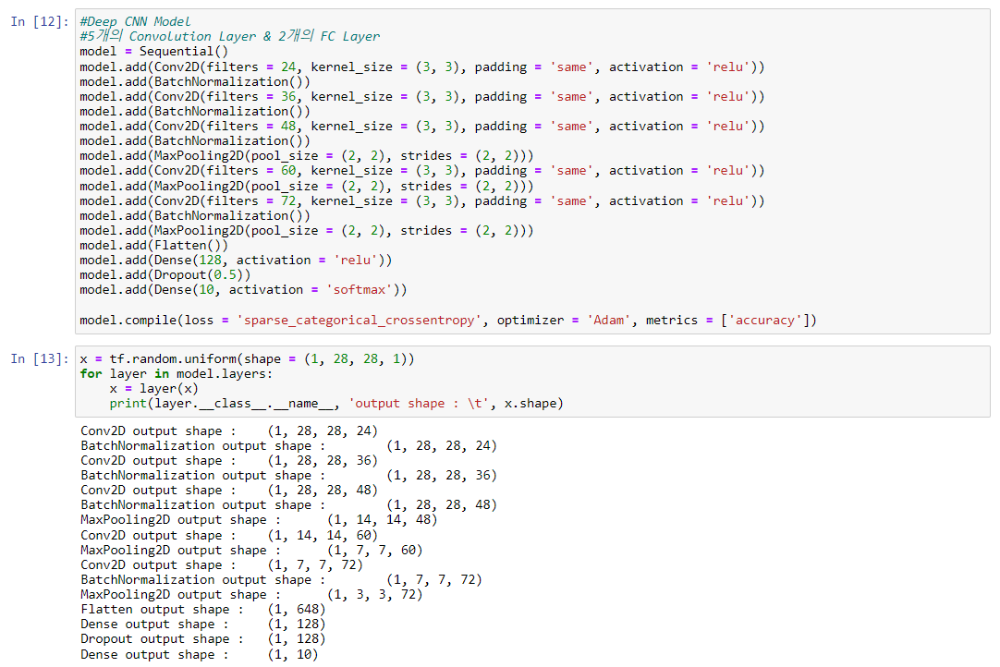 In [12]: #Deep CNN Model
#5개의 Convolution Layer & 2개의 FC Layer
model = Sequential()
model.add(Conv2D(filters = 24, kernel_size = (3, 3), padding = 'same', activation = 'relu'))
model.add(BatchNormalization())
model.add(Conv2D(filters = 36, kernel_size = (3, 3), padding = 'same', activation = 'relu'))
model.add(BatchNormalization())
model.add(Conv2D(filters = 48, kernel_size = (3, 3), padding = 'same', activation = 'relu'))
model.add(BatchNormalization())
model.add(MaxPooling2D(pool_size = (2, 2), strides = (2, 2)))
model.add(Conv2D(filters = 60, kernel_size = (3, 3), padding = 'same', activation = 'relu'))
model.add(MaxPooling2D(pool_size = (2, 2), strides = (2, 2)))
model.add(Conv2D(filters = 72, kernel_size = (3, 3), padding = 'same', activation = 'relu'))
model.add(BatchNormalization())
model.add(MaxPooling2D(pool_size = (2, 2), strides = (2, 2)))
model.add(Flatten())
model.add(Dense(128, activation = 'relu'))
model.add(Dropout(0.5))
model.add(Dense(10, activation = 'softmax'))
model.compile(loss = 'sparse_categorical_crossentropy', optimizer = 'Adam', metrics = ['accuracy'])
In [13]: x = tf.random.uniform(shape = (1, 28, 28, 1))
for layer in model.layers:
    x = layer(x)
    print(layer.__class__.__name__, 'output shape : \t', x.shape)
Conv2D output shape :    (1, 28, 28, 24)
BatchNormalization output shape :        (1, 28, 28, 24)
Conv2D output shape :    (1, 28, 28, 36)
BatchNormalization output shape :        (1, 28, 28, 36)
Conv2D output shape :    (1, 28, 28, 48)
BatchNormalization output shape :        (1, 28, 28, 48)
MaxPooling2D output shape :      (1, 14, 14, 48)
Conv2D output shape :    (1, 14, 14, 60)
MaxPooling2D output shape :      (1, 7, 7, 60)
Conv2D output shape :    (1, 7, 7, 72)
BatchNormalization output shape :        (1, 7, 7, 72)
MaxPooling2D output shape :      (1, 3, 3, 72)
Flatten output shape :   (1, 648)
Dense output shape :     (1, 128)
Dropout output shape :   (1, 128)
Dense output shape :     (1, 10)